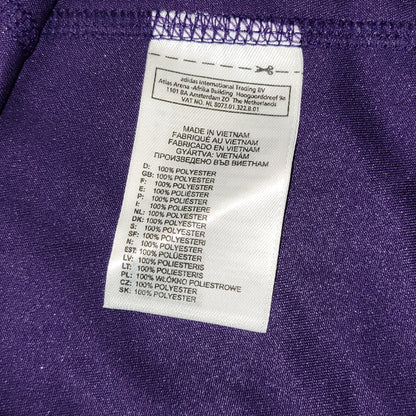 adidas International Trading BV
Atlas Arena -Afrika Building Hoogoorddreef 9a
1101 BA Amsterdam ZO The Netherlands
VAT NO. NL 8073.01.322.B.01
MADE IN VIETNAM
FABRIQUÉ AU VIETNAM
FABRICADO EN VIETNAM
GYÁRTVA: VIETNAM
ПРОИЗВЕДЕНО ВЪВ ВИЕТНАМ
D: 100% POLYESTER
GB: 100% POLYESTER
F: 100% POLYESTER
E: 100% POLIÉSTER
P: 100% POLIÉSTER
I: 100% POLIESTERE
NL: 100% POLYESTER
DK: 100% POLYESTER
S: 100% POLYESTER
SF: 100% POLYESTERI
N: 100% POLYESTER
EST: 100% POLÜESTER
LV: 100% POLIESTERIS
LT: 100% POLIESTERIS
PL: 100% WŁÓKNO POLIESTROWE
CZ: 100% POLYESTER
SK: 100% POLYESTER